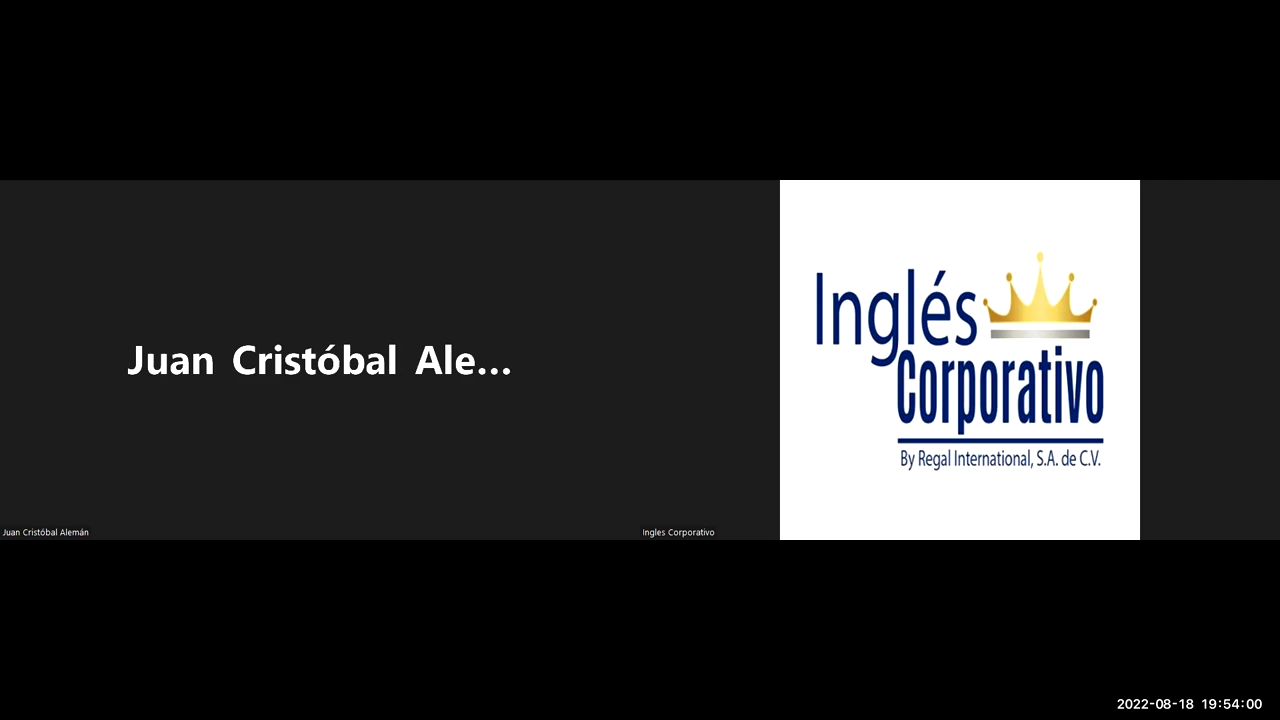 Juan Cristóbal Ale...
Juan Cristóbal Alemán
Inglés
Corporativo
By Regal International, S.A. de C.V.
Ingles Corporativo
2022-08-18 19:54:00